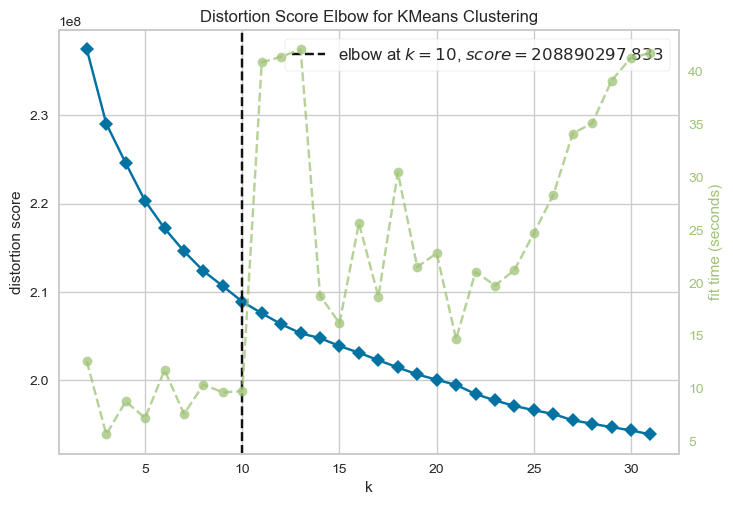 Distortion Score Elbow for KMeans Clustering
1e8
elbow at k = 10, score = 208890297.833
2.3
2.2
2.1
2.0
distortion score
40
35
30
25
20
15
10
5
fit time (seconds)
5 10 15 20 25 30
k